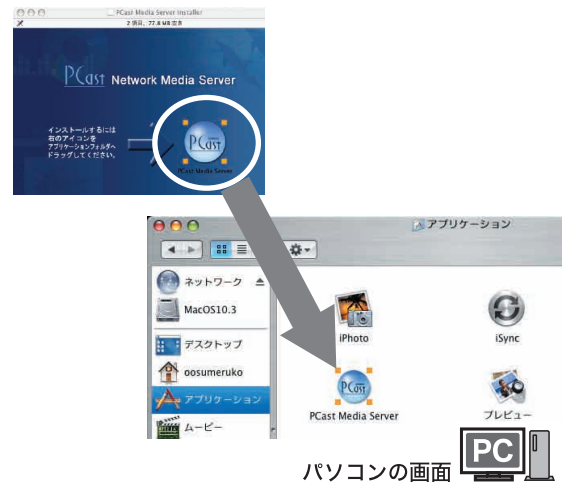 PCast Media Server Installer
2 項目、77.8 MB 空き
PCast Network Media Server
インストールするには
右のアイコンを
アプリケーションフォルダへ
ドラッグしてください。
PCast
PCast Media Server
アプリケーション
ネットワーク
MacOS10.3
デスクトップ
oosumeruko
アプリケーション
ムービー
iPhoto
iSync
PCast
PCast Media Server
プレビュー
パソコンの画面
PC